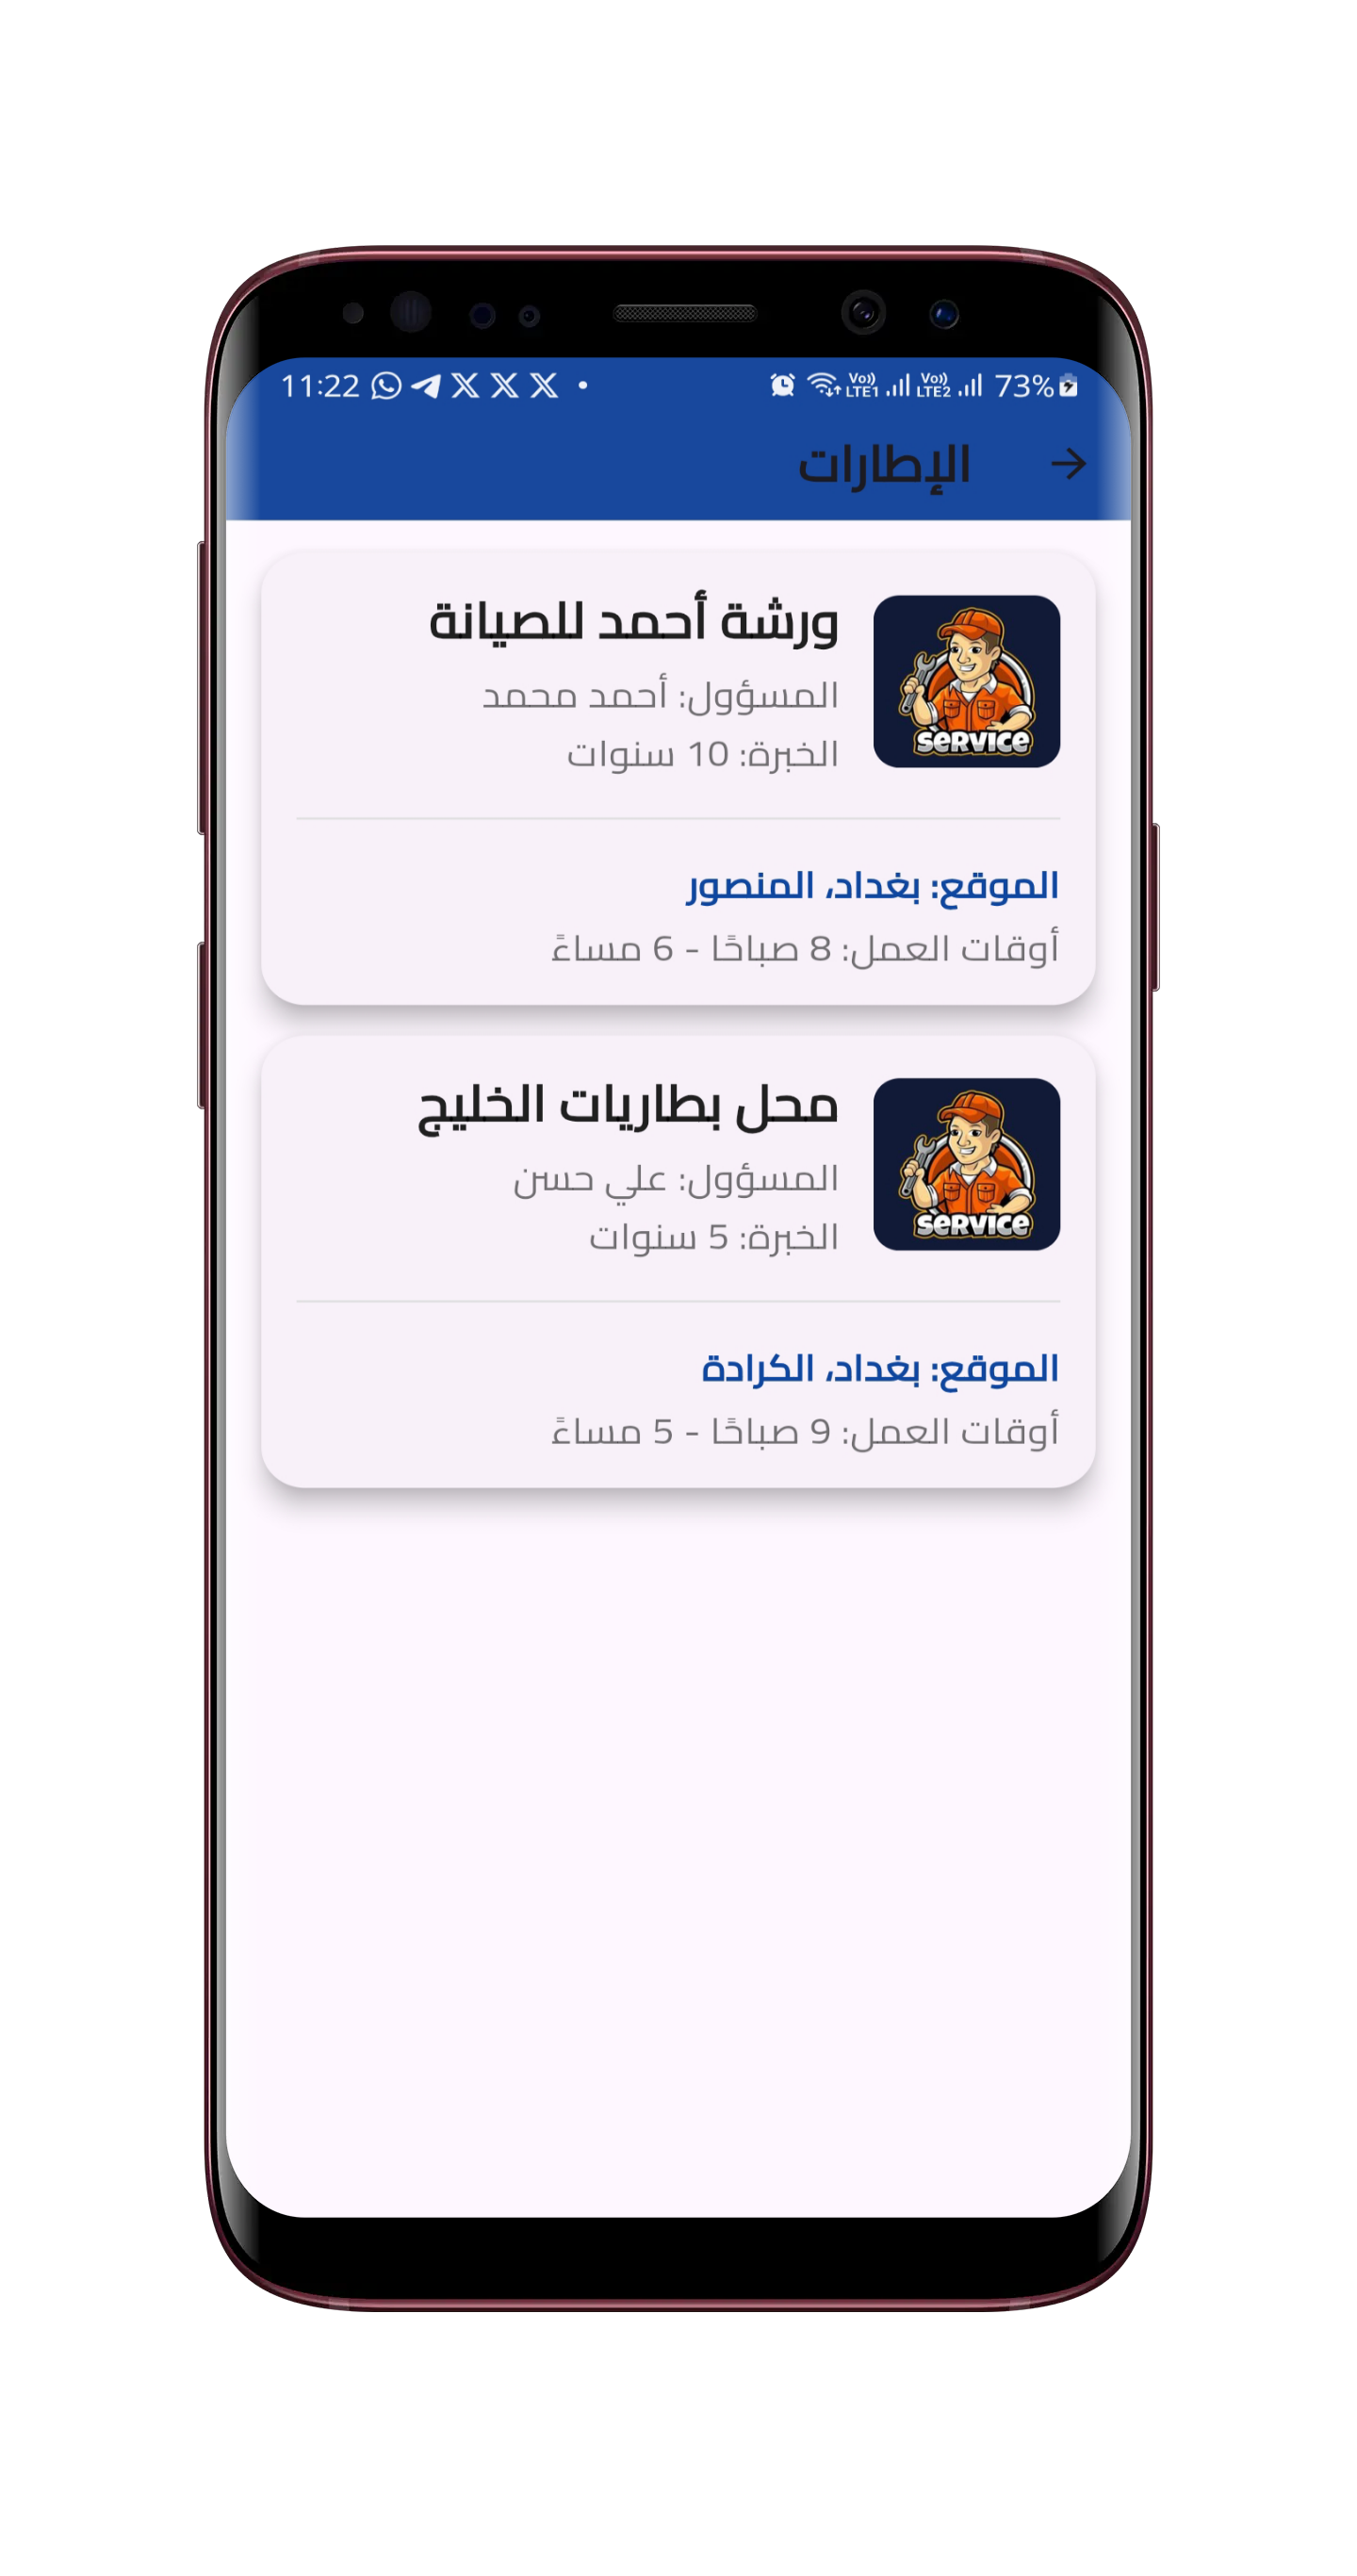 11:22 Vo)) LTE1 Vo)) LTE2 73%
الإطارات
ورشة أحمد للصيانة
المسؤول: أحمد محمد
الخبرة: 10 سنوات
SERVICE
الموقع: بغداد، المنصور
أوقات العمل: 8 صباحًا - 6 مساءً
محل بطاريات الخليج
المسؤول: علي حسن
الخبرة: 5 سنوات
SERVICE
الموقع: بغداد، الكرادة
أوقات العمل: 9 صباحًا - 5 مساءً